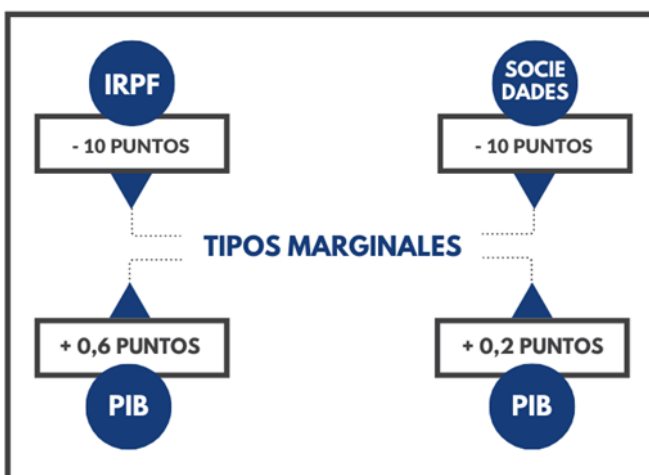 IRPF
- 10 PUNTOS
SOCIE
DADES
- 10 PUNTOS
TIPOS MARGINALES
+ 0,6 PUNTOS
PIB
+ 0,2 PUNTOS
PIB